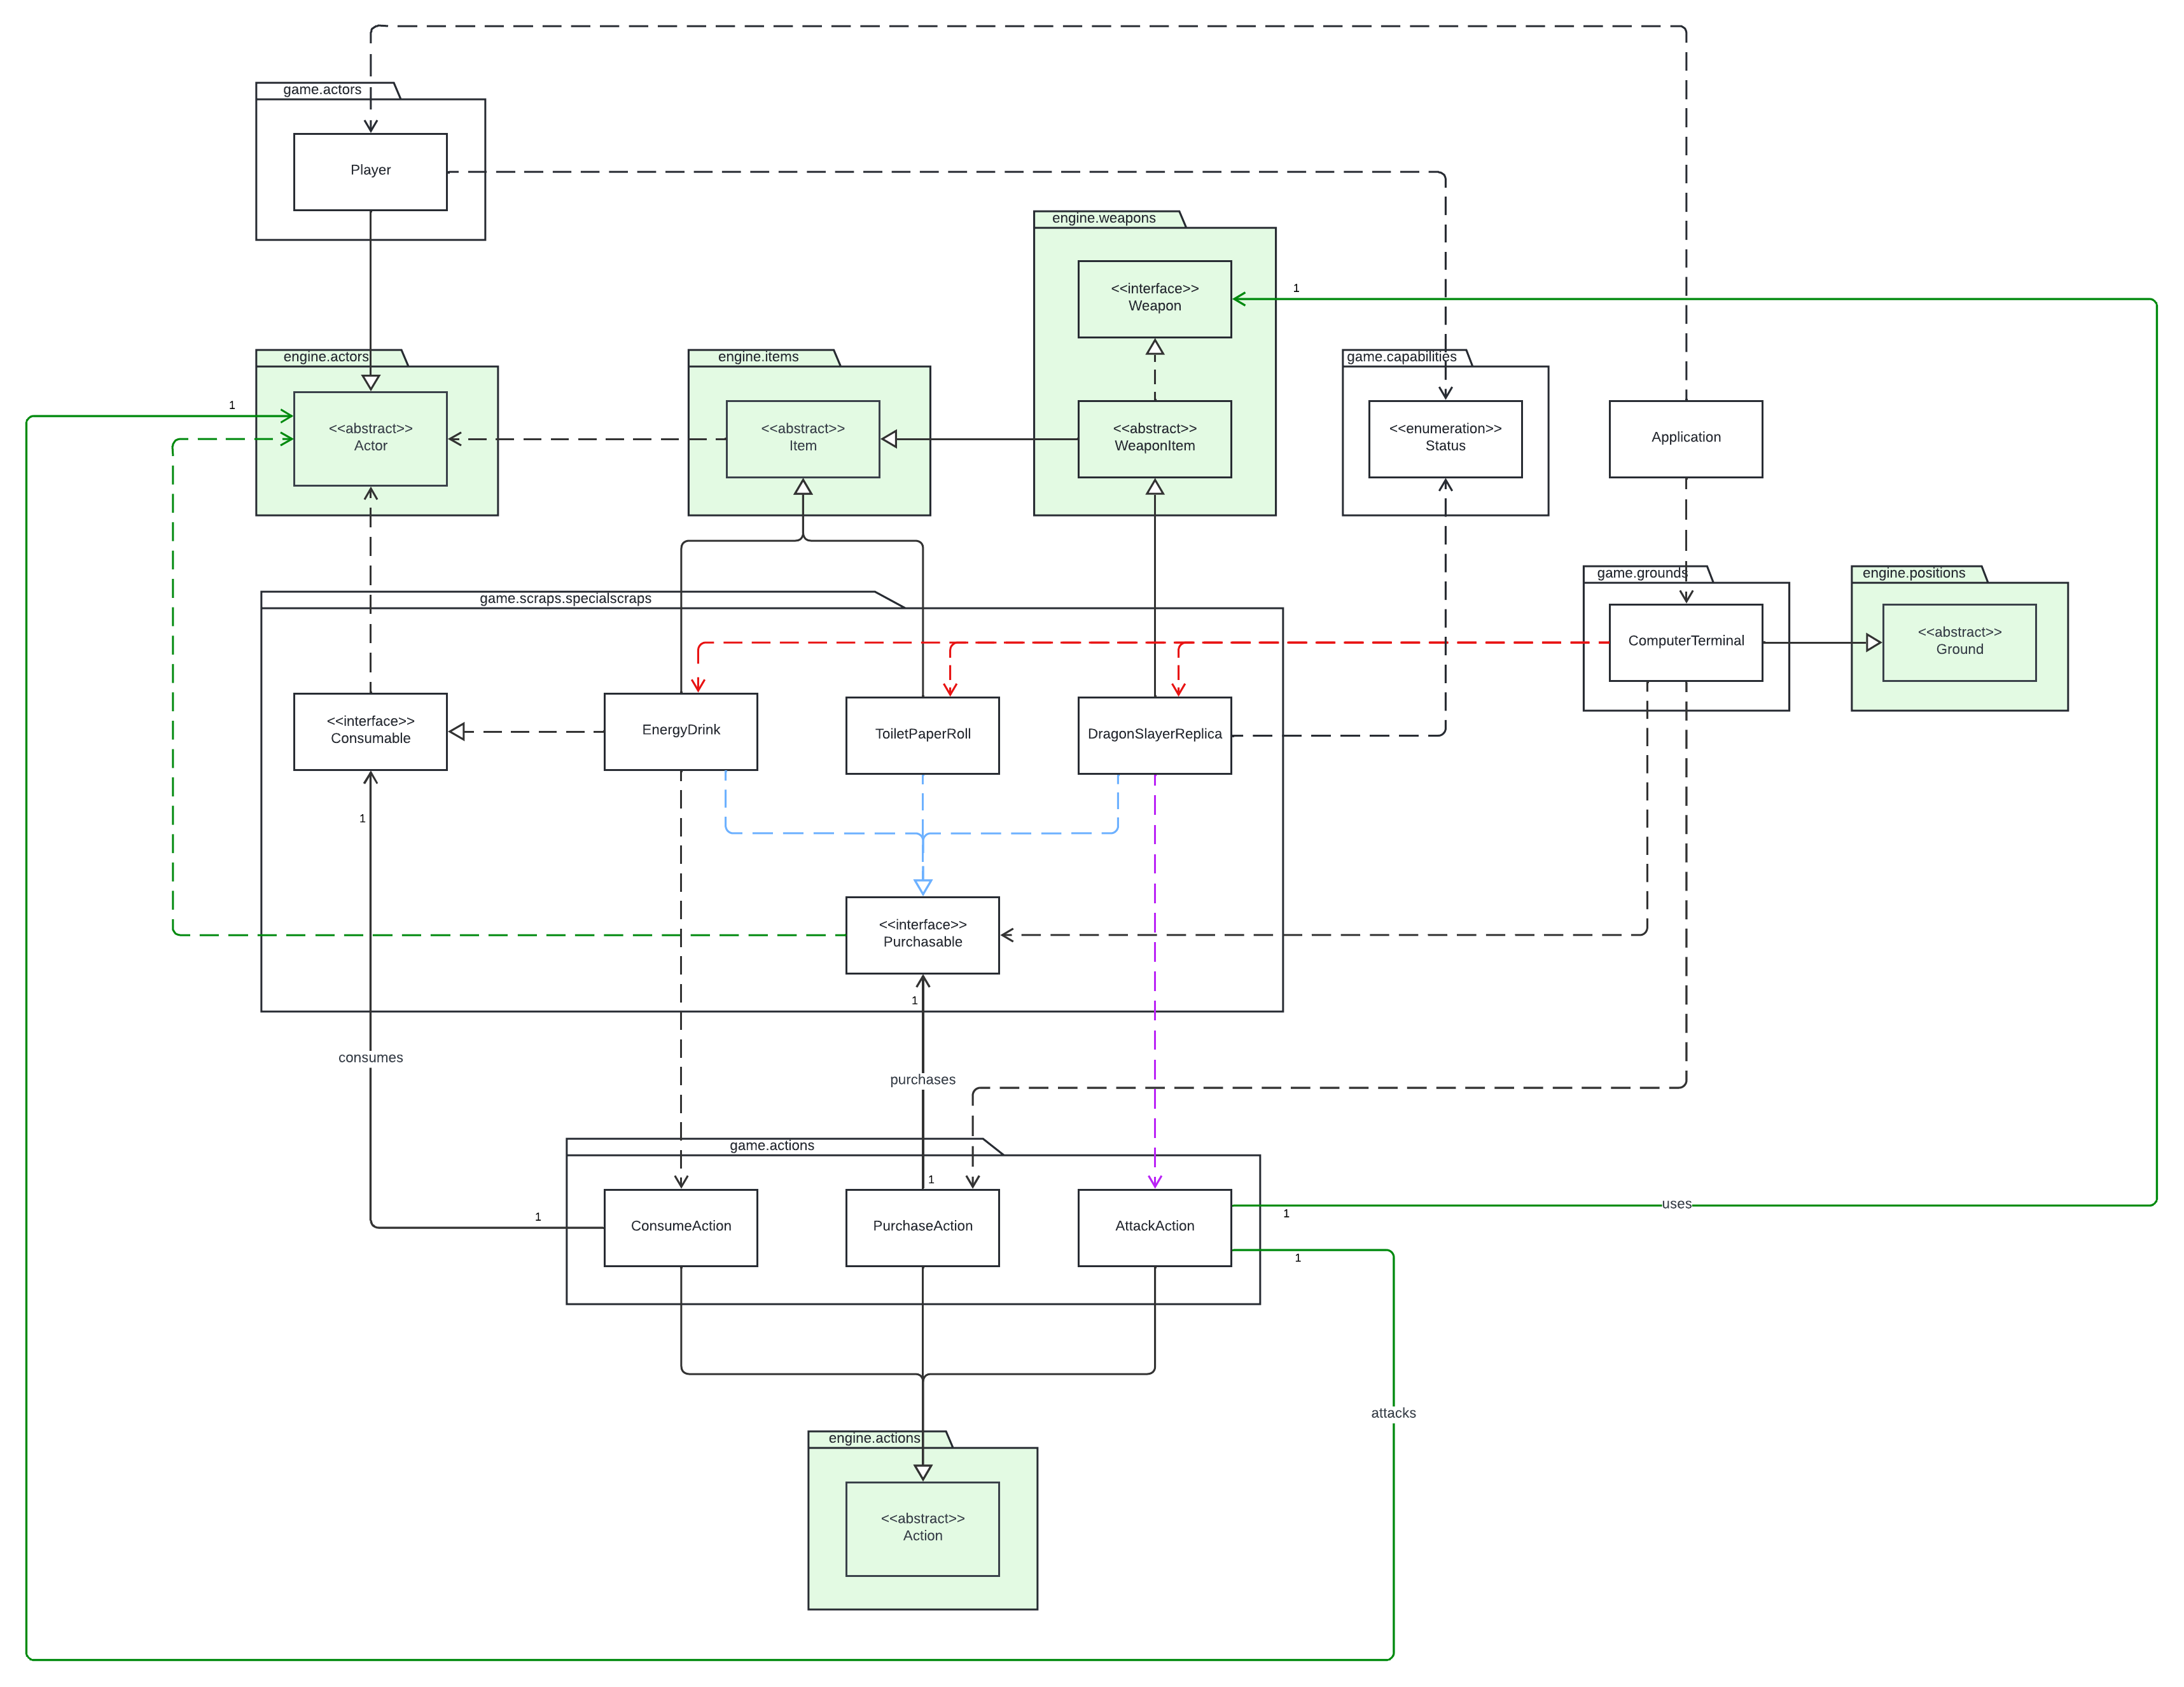 game.actors
Player
engine.weapons
<<interface>>
Weapon
1
engine.actors
engine.items
game.capabilities
1
<<abstract>>
Actor
<<abstract>>
Item
<<abstract>>
WeaponItem
<<enumeration>>
Status
Application
game.grounds
engine.positions
game.scraps.specialscraps
ComputerTerminal
<<abstract>>
Ground
<<interface>>
Consumable
EnergyDrink
ToiletPaperRoll
DragonSlayerReplica
1
<<interface>>
Purchasable
1
consumes
purchases
game.actions
1
uses
1
ConsumeAction
PurchaseAction
AttackAction
1
1
attacks
engine.actions
<<abstract>>
Action